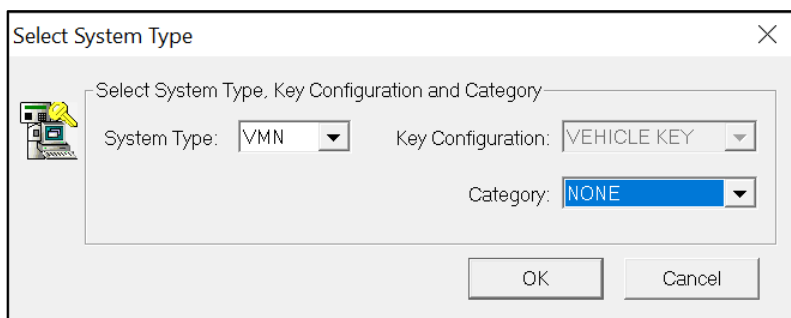 Select System Type
Select System Type, Key Configuration and Category
System Type: VMN Key Configuration: VEHICLE KEY
Category: NONE
OK Cancel